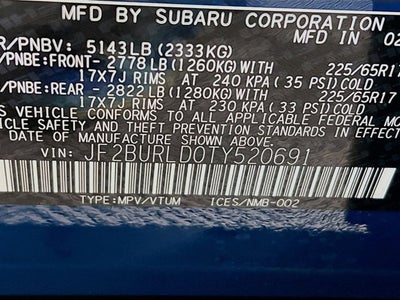 MFD BY SUBARU CORPORATION
MFD IN 02
R/PNBV: 5143LB (2333KG)
/PNBE:FRONT- 2778 LB (1260KG) WITH 225/65R17
17X7J RIMS AT 240 KPA (35 PSI)COLD
/PNBE:REAR - 2822 LB (1280KG) WITH 225/65R17
17X7J RIMS AT 230 KPA (33 PSI)COLD
S VEHICLE CONFORMS TO ALL APPLICABLE FEDERAL MO
VEHICLE SAFETY AND THEFT PREVENTION STANDARDS IN EFFECT
DATE OF MANUFACTURE SHOWN ABOVE.
VIN: JF2BURLD0TY520691
TYPE:MPV/VTUM ICES/NMB-002